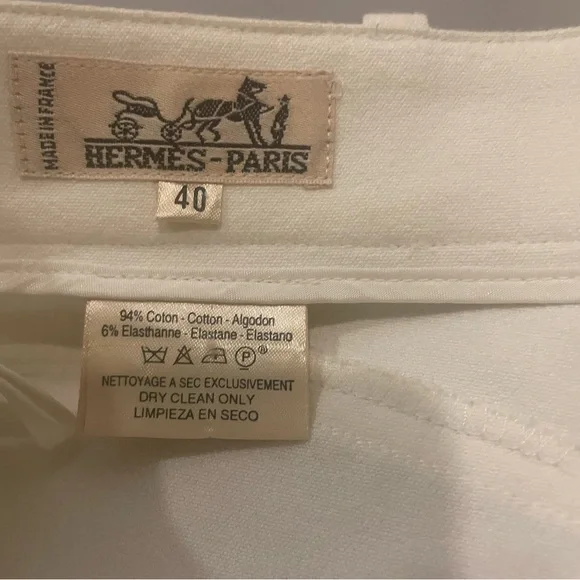 MADE IN FRANCE
HERMÈS-PARIS
40
94% Coton - Cotton - Algodon
6% Elasthanne - Elastane - Elastano
P®
NETTOYAGE A SEC EXCLUSIVEMENT
DRY CLEAN ONLY
LIMPIEZA EN SECO